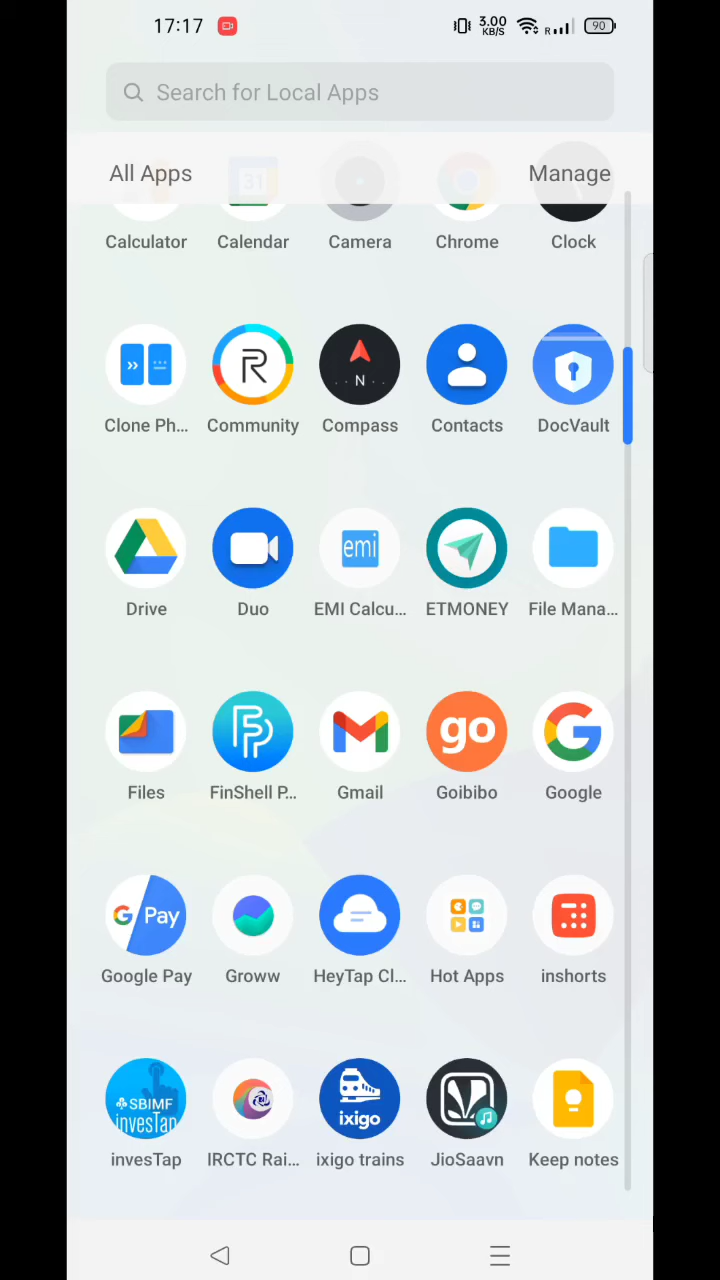 17:17 3.00 KB/S R 90
Search for Local Apps
All Apps Manage
31
Calculator Calendar Camera Chrome Clock
N
Clone Ph... Community Compass Contacts DocVault
emi
Drive Duo EMI Calcu... ETMONEY File Mana...
go
Files FinShell P... Gmail Goibibo Google
G Pay
Google Pay Groww HeyTap Cl... Hot Apps inshorts
SBIMF
invesTap ixigo
invesTap IRCTC Rai... ixigo trains JioSaavn Keep notes